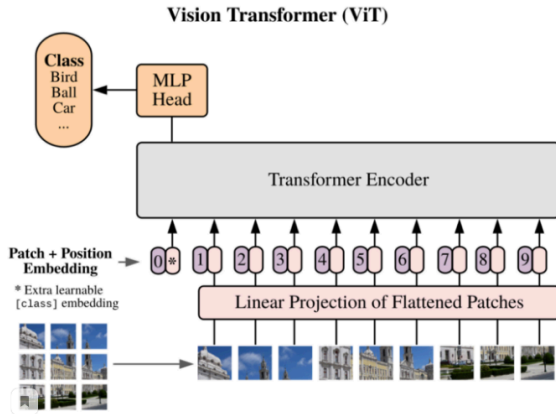 Vision Transformer (ViT)
Class
Bird
Ball
Car
...
MLP
Head
Transformer Encoder
Patch + Position
Embedding
0 * 1 2 3 4 5 6 7 8 9
* Extra learnable
[class] embedding
Linear Projection of Flattened Patches